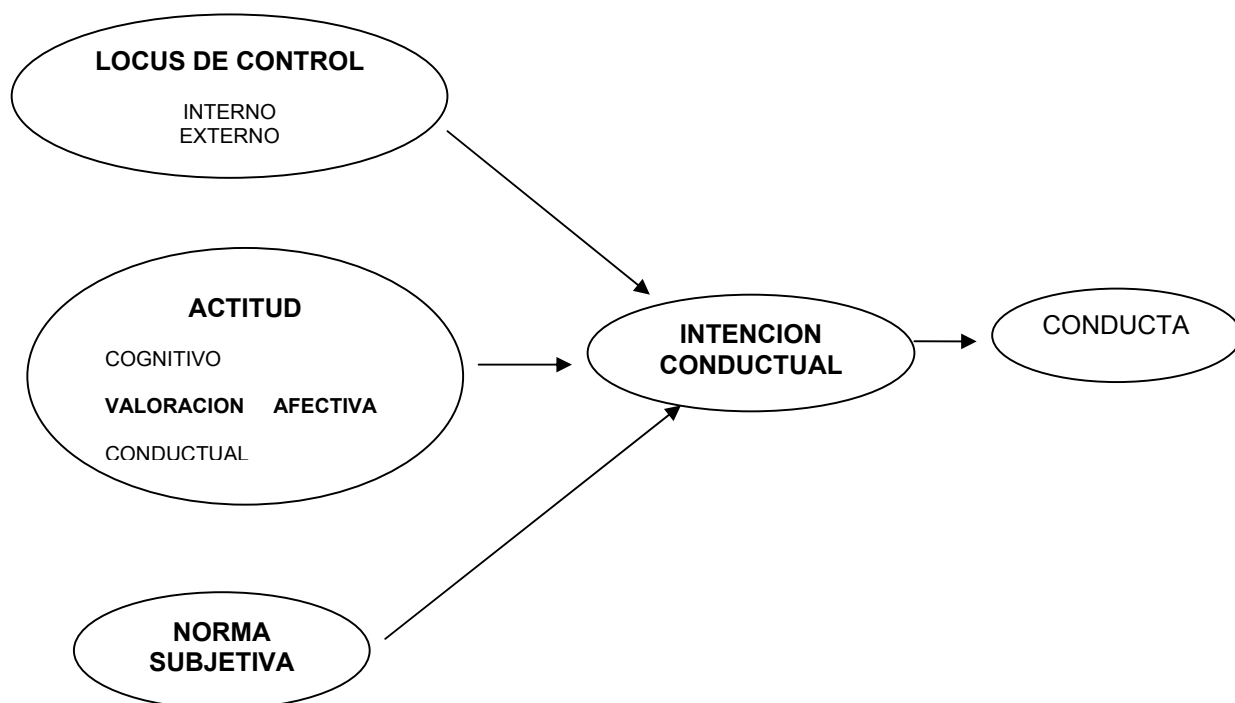 LOCUS DE CONTROL
INTERNO
EXTERNO
ACTITUD
COGNITIVO
VALORACION AFECTIVA
CONDUCTUAL
NORMA
SUBJETIVA
INTENCION
CONDUCTUAL
CONDUCTA